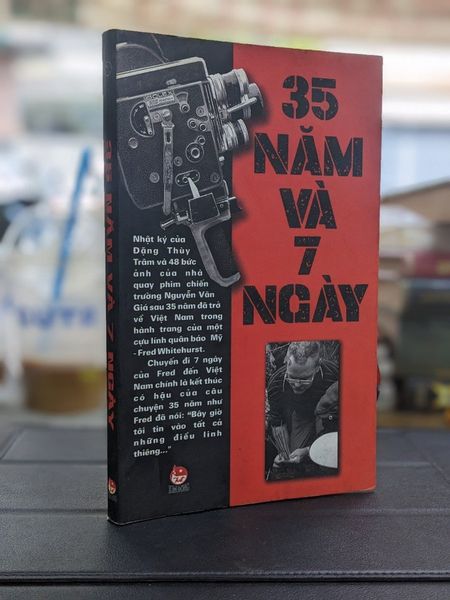 35
NĂM
VÀ
7
NGÀY
Nhật ký của
Đặng Thùy
Trâm và 48 bức
ảnh của nhà
quay phim chiến
trường Nguyễn Văn
Giá sau 35 năm đã trở
về Việt Nam trong
hành trang của một
cựu lính quân báo Mỹ
- Fred Whitehurst.
Chuyến đi 7 ngày
của Fred đến Việt
Nam chính là kết thúc
có hậu của câu
chuyện 35 năm như
Fred đã nói: "Bây giờ
tôi tin vào tất cả
những điều linh
thiêng..."
35 NĂM VÀ 7 NGÀY